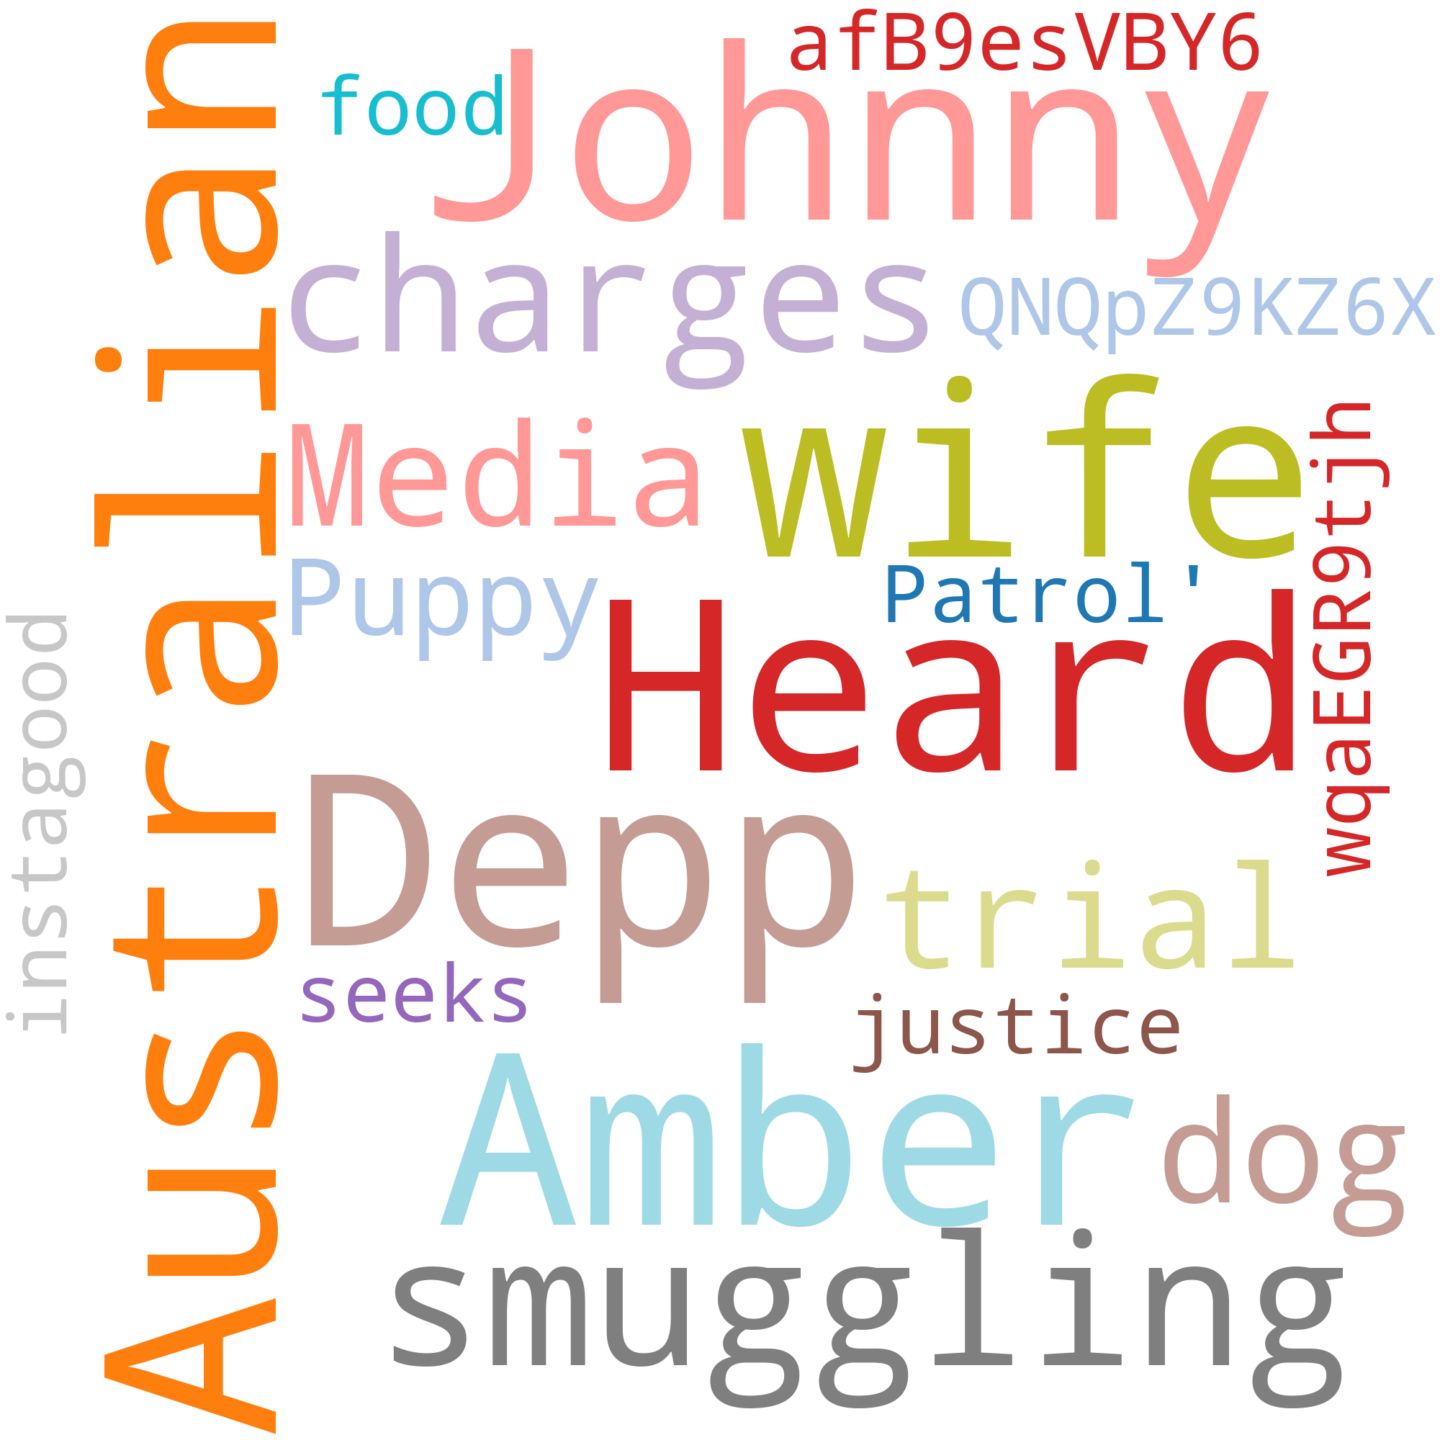 afB9esVBY6
food
Johnny
charges
QNQpZ9KZ6X
Australian
Media
wife
wqaEGR9tjh
Puppy
Patrol'
Heard
instagood
Depp
trial
seeks
justice
Amber
dog
smuggling